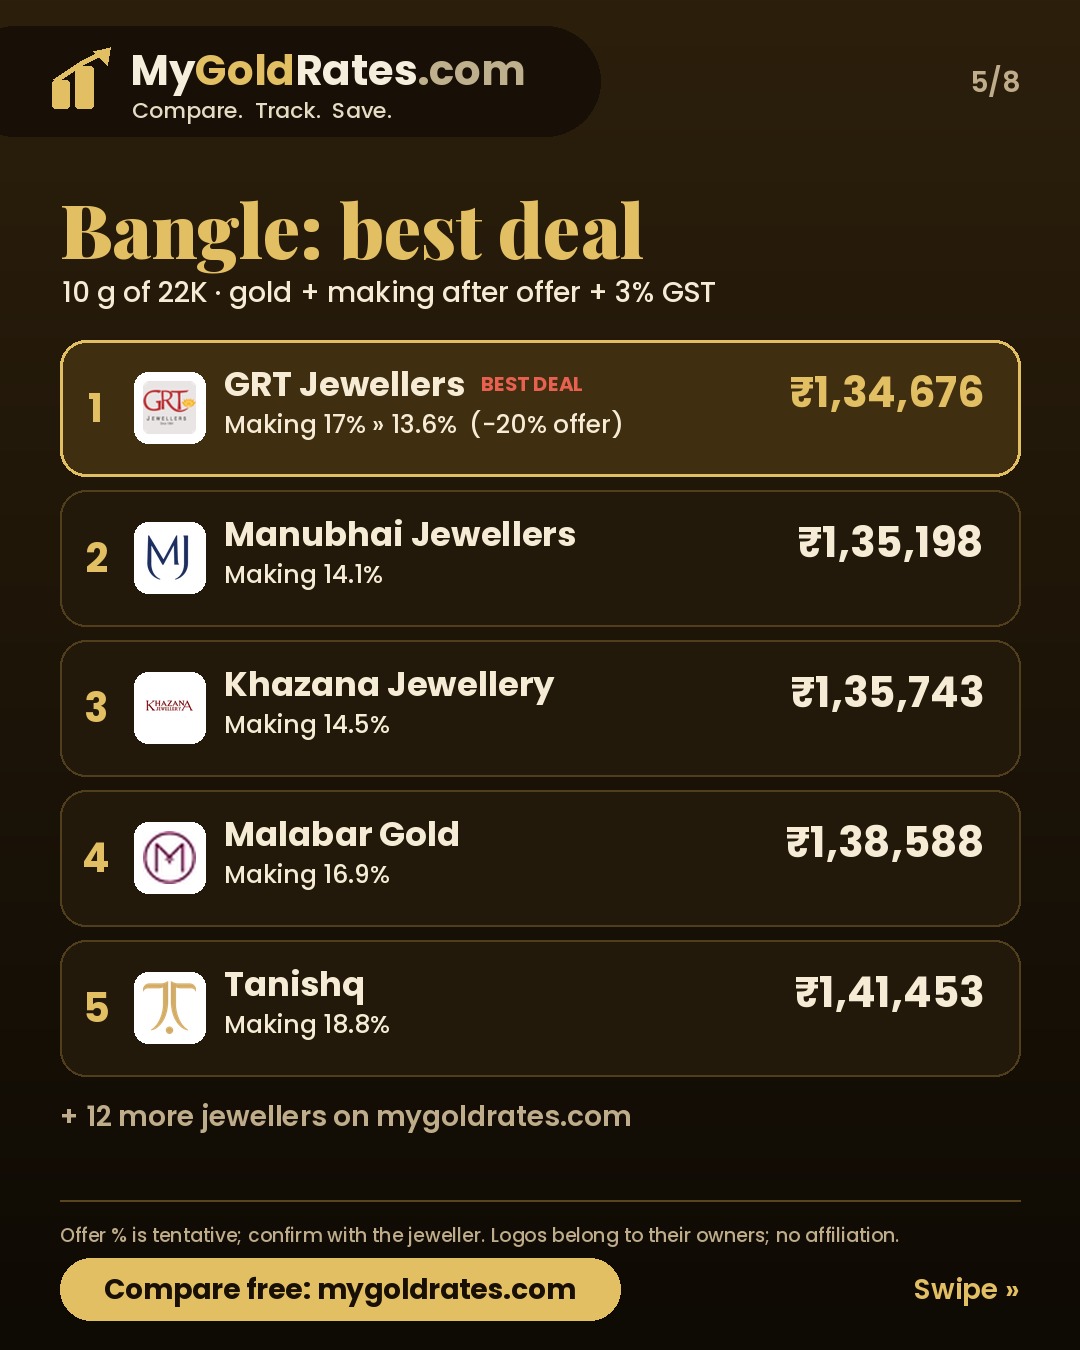 MyGoldRates.com
Compare. Track. Save.
5/8
Bangle: best deal
10 g of 22K · gold + making after offer + 3% GST
1
GRT
JEWELLERS
GRT Jewellers BEST DEAL
Making 17% » 13.6% (-20% offer)
₹1,34,676
2
MJ
Manubhai Jewellers
Making 14.1%
₹1,35,198
3
KHAZANA
JEWELLERY
Khazana Jewellery
Making 14.5%
₹1,35,743
4
M
Malabar Gold
Making 16.9%
₹1,38,588
5
Tanishq
Making 18.8%
₹1,41,453
+ 12 more jewellers on mygoldrates.com
Offer % is tentative; confirm with the jeweller. Logos belong to their owners; no affiliation.
Compare free: mygoldrates.com
Swipe »